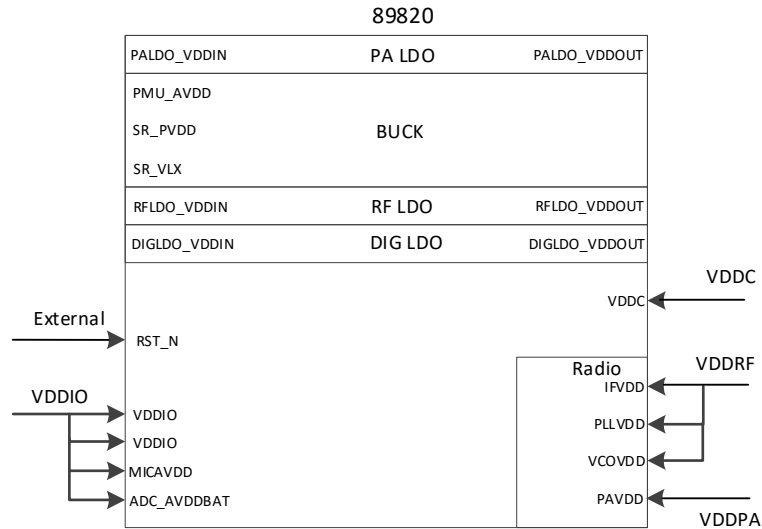 89820
PALDO_VDDIN PA LDO PALDO_VDDOUT
PMU_AVDD
SR_PVDD BUCK
SR_VLX
RFLDO_VDDIN RF LDO RFLDO_VDDOUT
DIGLDO_VDDIN DIG LDO DIGLDO_VDDOUT
VDDC
VDDC
External
RST_N
Radio VDDRF
IFVDD
VDDIO
VDDIO PLLVDD
VDDIO
MICAVDD VCOVDD
ADC_AVDDBAT PAVDD
VDDPA